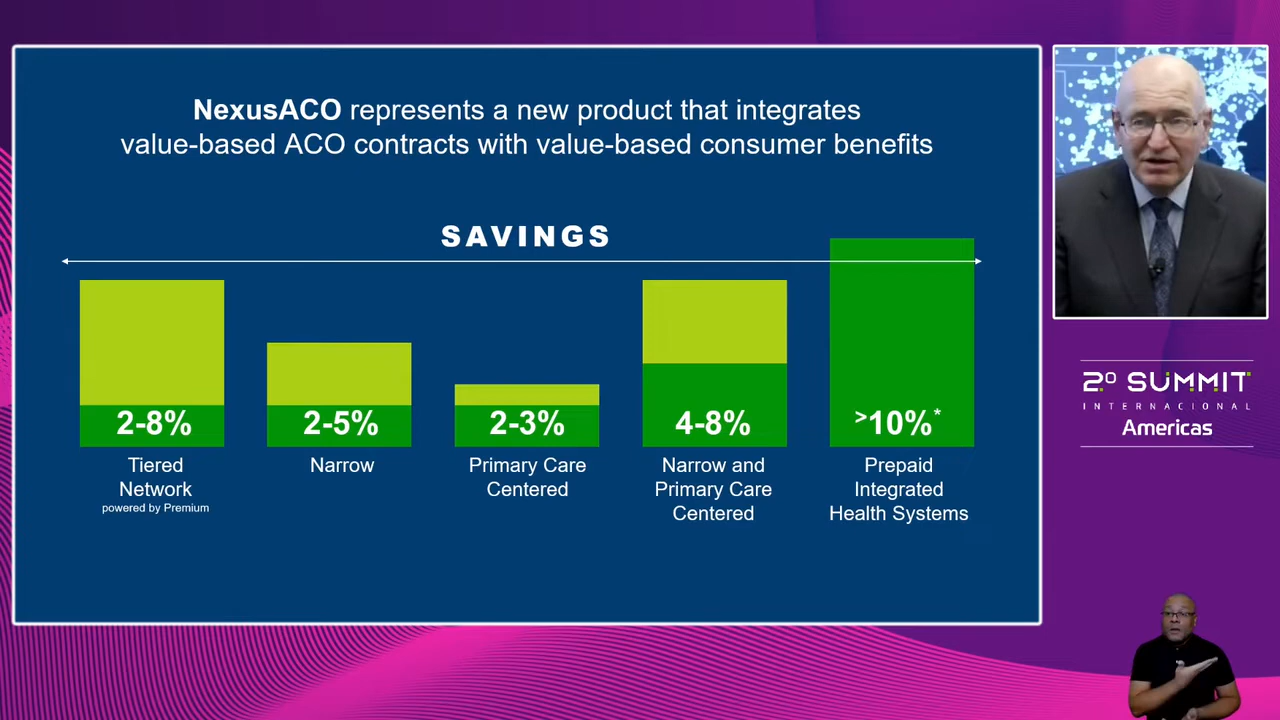 NexusACO represents a new product that integrates
value-based ACO contracts with value-based consumer benefits
SAVINGS
2-8%
2-5%
2-3%
4-8%
>10%*
Tiered
Network
powered by Premium
Narrow
Primary Care
Centered
Narrow and
Primary Care
Centered
Prepaid
Integrated
Health Systems
2º SUMMIT
INTERNACIONAL
Americas